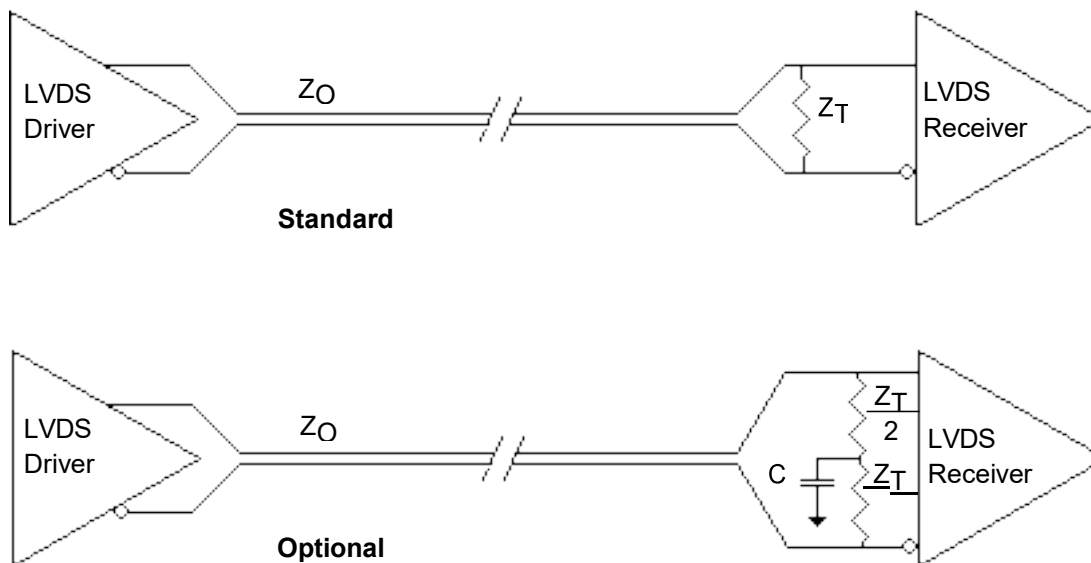 LVDS
Driver
ZO
ZT
LVDS
Receiver
Standard
LVDS
Driver
ZO
C
ZT
2
ZT
LVDS
Receiver
Optional